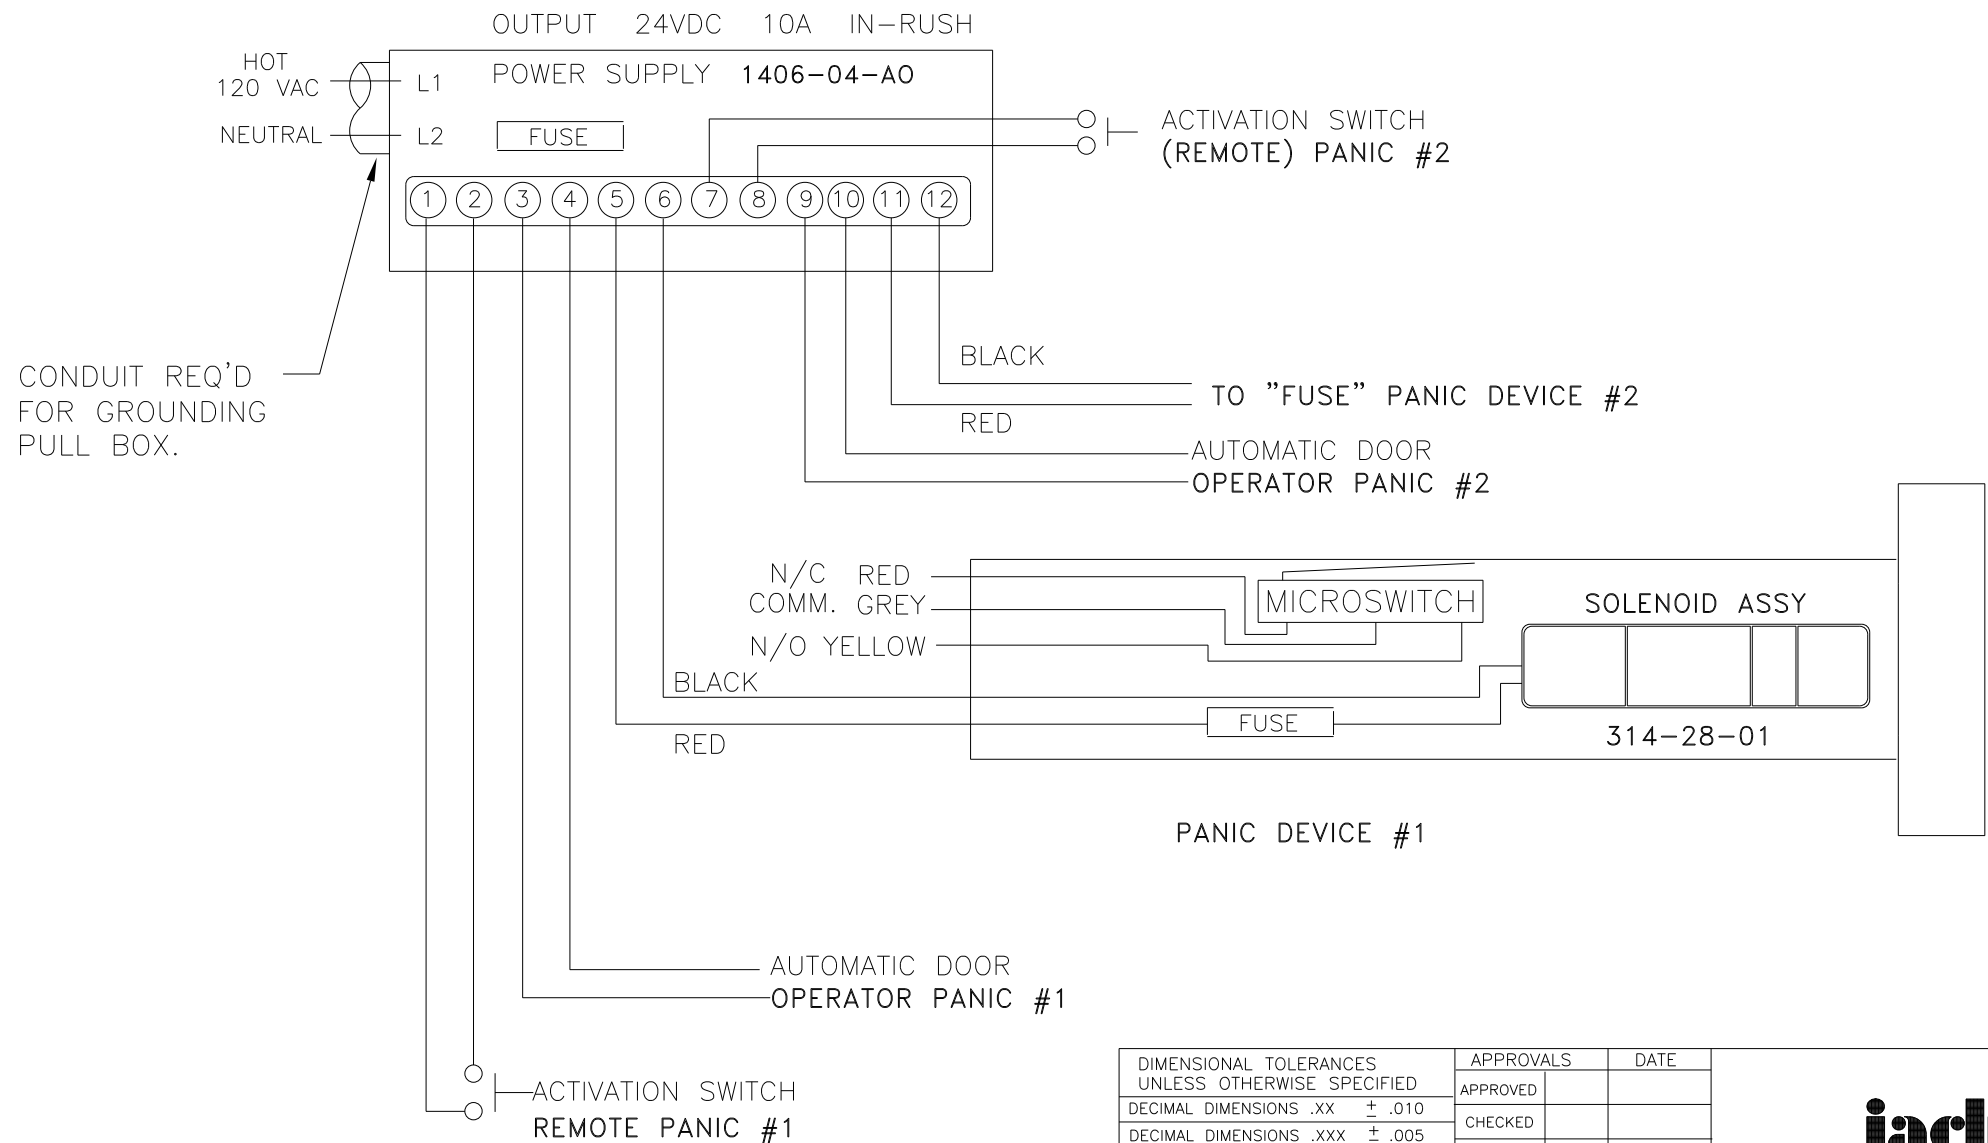 OUTPUT 24VDC 10A IN-RUSH
HOT
120 VAC
L1
POWER SUPPLY 1406-04-AO
NEUTRAL
L2
FUSE
ACTIVATION SWITCH
(REMOTE) PANIC #2
1 2 3 4 5 6 7 8 9 10 11 12
CONDUIT REQ'D
FOR GROUNDING
PULL BOX.
BLACK
TO "FUSE" PANIC DEVICE #2
RED
AUTOMATIC DOOR
OPERATOR PANIC #2
N/C RED
COMM. GREY
N/O YELLOW
MICROSWITCH
SOLENOID ASSY
BLACK
FUSE
RED
314-28-01
PANIC DEVICE #1
AUTOMATIC DOOR
OPERATOR PANIC #1
ACTIVATION SWITCH
REMOTE PANIC #1
DIMENSIONAL TOLERANCES
UNLESS OTHERWISE SPECIFIED
DECIMAL DIMENSIONS .XX ± .010
DECIMAL DIMENSIONS .XXX ± .005
APPROVALS DATE
APPROVED
CHECKED